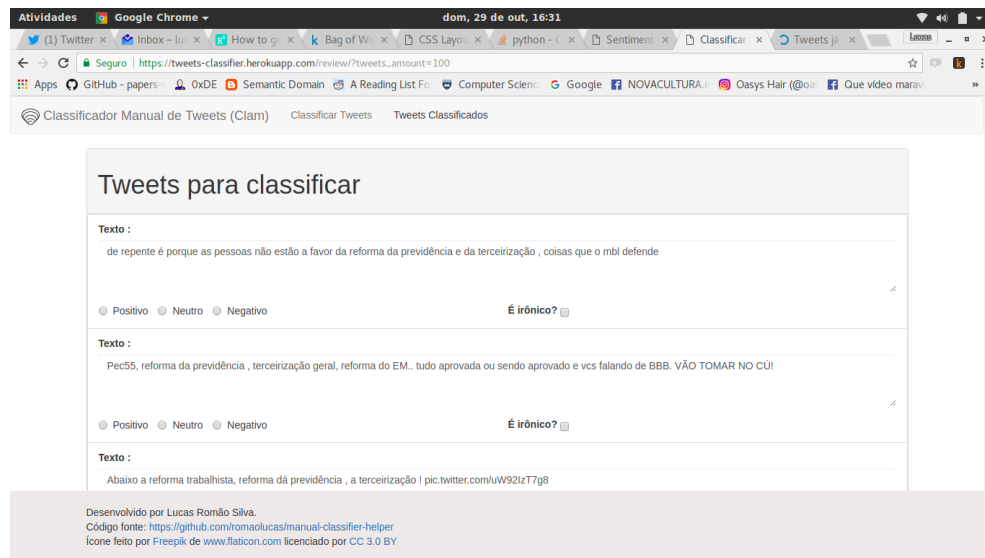 Atividades Google Chrome dom, 29 de out, 16:31
(1) Twitter Inbox – luc How to ge Bag of Wo CSS Layou python - C Sentiment Classificar Tweets já Lucas
Seguro https://tweets-classifier.herokuapp.com/review/?tweets_amount=100
Apps GitHub - papers- 0xDE Semantic Domain A Reading List Fo Computer Scienc Google NOVACULTURA.i Oasys Hair (@oa Que vídeo maravi »
Classificador Manual de Tweets (Clam) Classificar Tweets Tweets Classificados
Tweets para classificar
Texto :
de repente é porque as pessoas não estão a favor da reforma da previdência e da terceirização , coisas que o mbl defende
Positivo Neutro Negativo É irônico?
Texto :
Pec55, reforma da previdência , terceirização geral, reforma do EM.. tudo aprovada ou sendo aprovado e vcs falando de BBB. VÃO TOMAR NO CÚ!
Positivo Neutro Negativo É irônico?
Texto :
Abaixo a reforma trabalhista, reforma dá previdência , a terceirização ! pic.twitter.com/uW92IzT7g8
Desenvolvido por Lucas Romão Silva.
Código fonte: https://github.com/romaolucas/manual-classifier-helper
Ícone feito por Freepik de www.flaticon.com licenciado por CC 3.0 BY